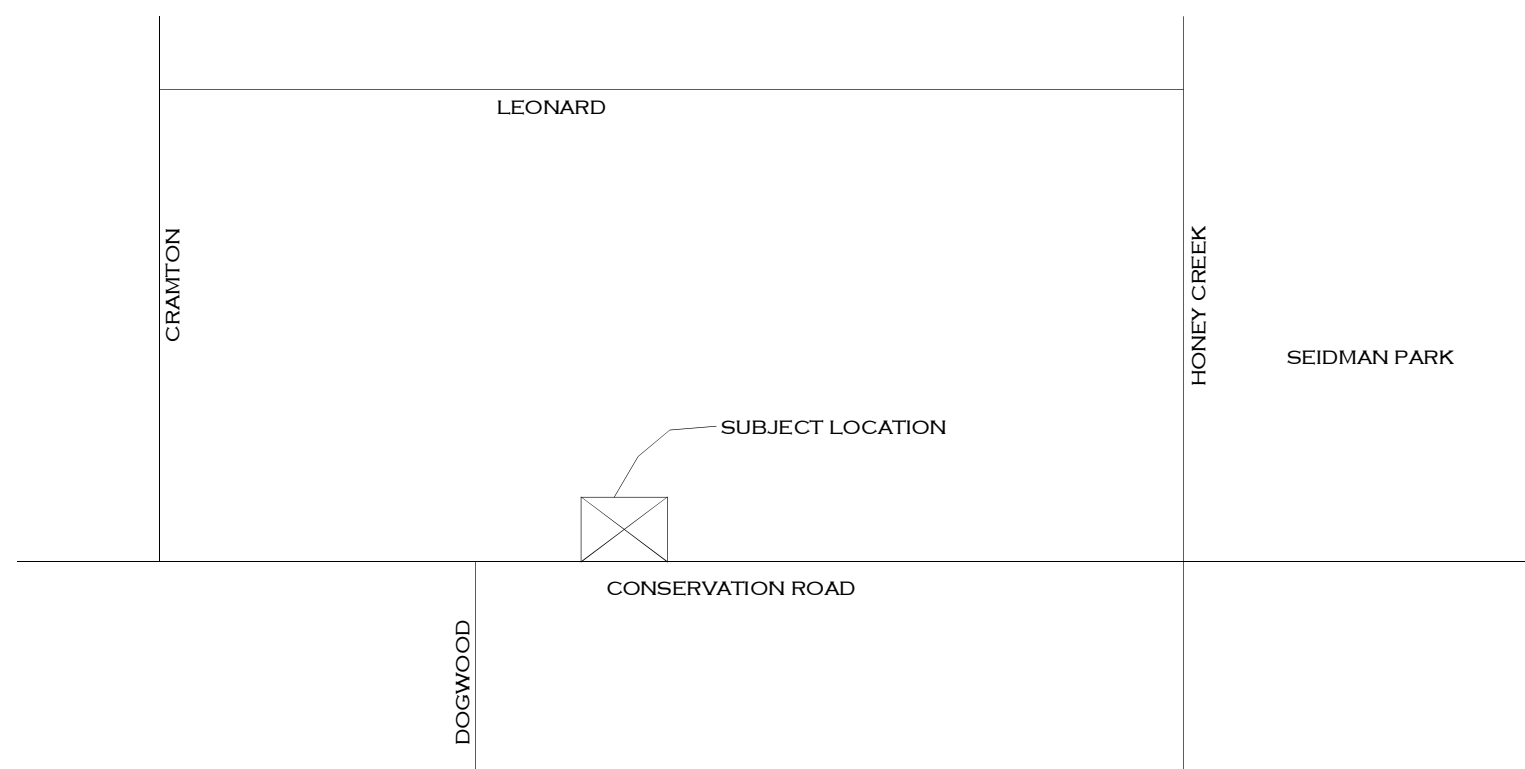 LEONARD
CRAMTON
HONEY CREEK
SEIDMAN PARK
SUBJECT LOCATION
CONSERVATION ROAD
DOGWOOD